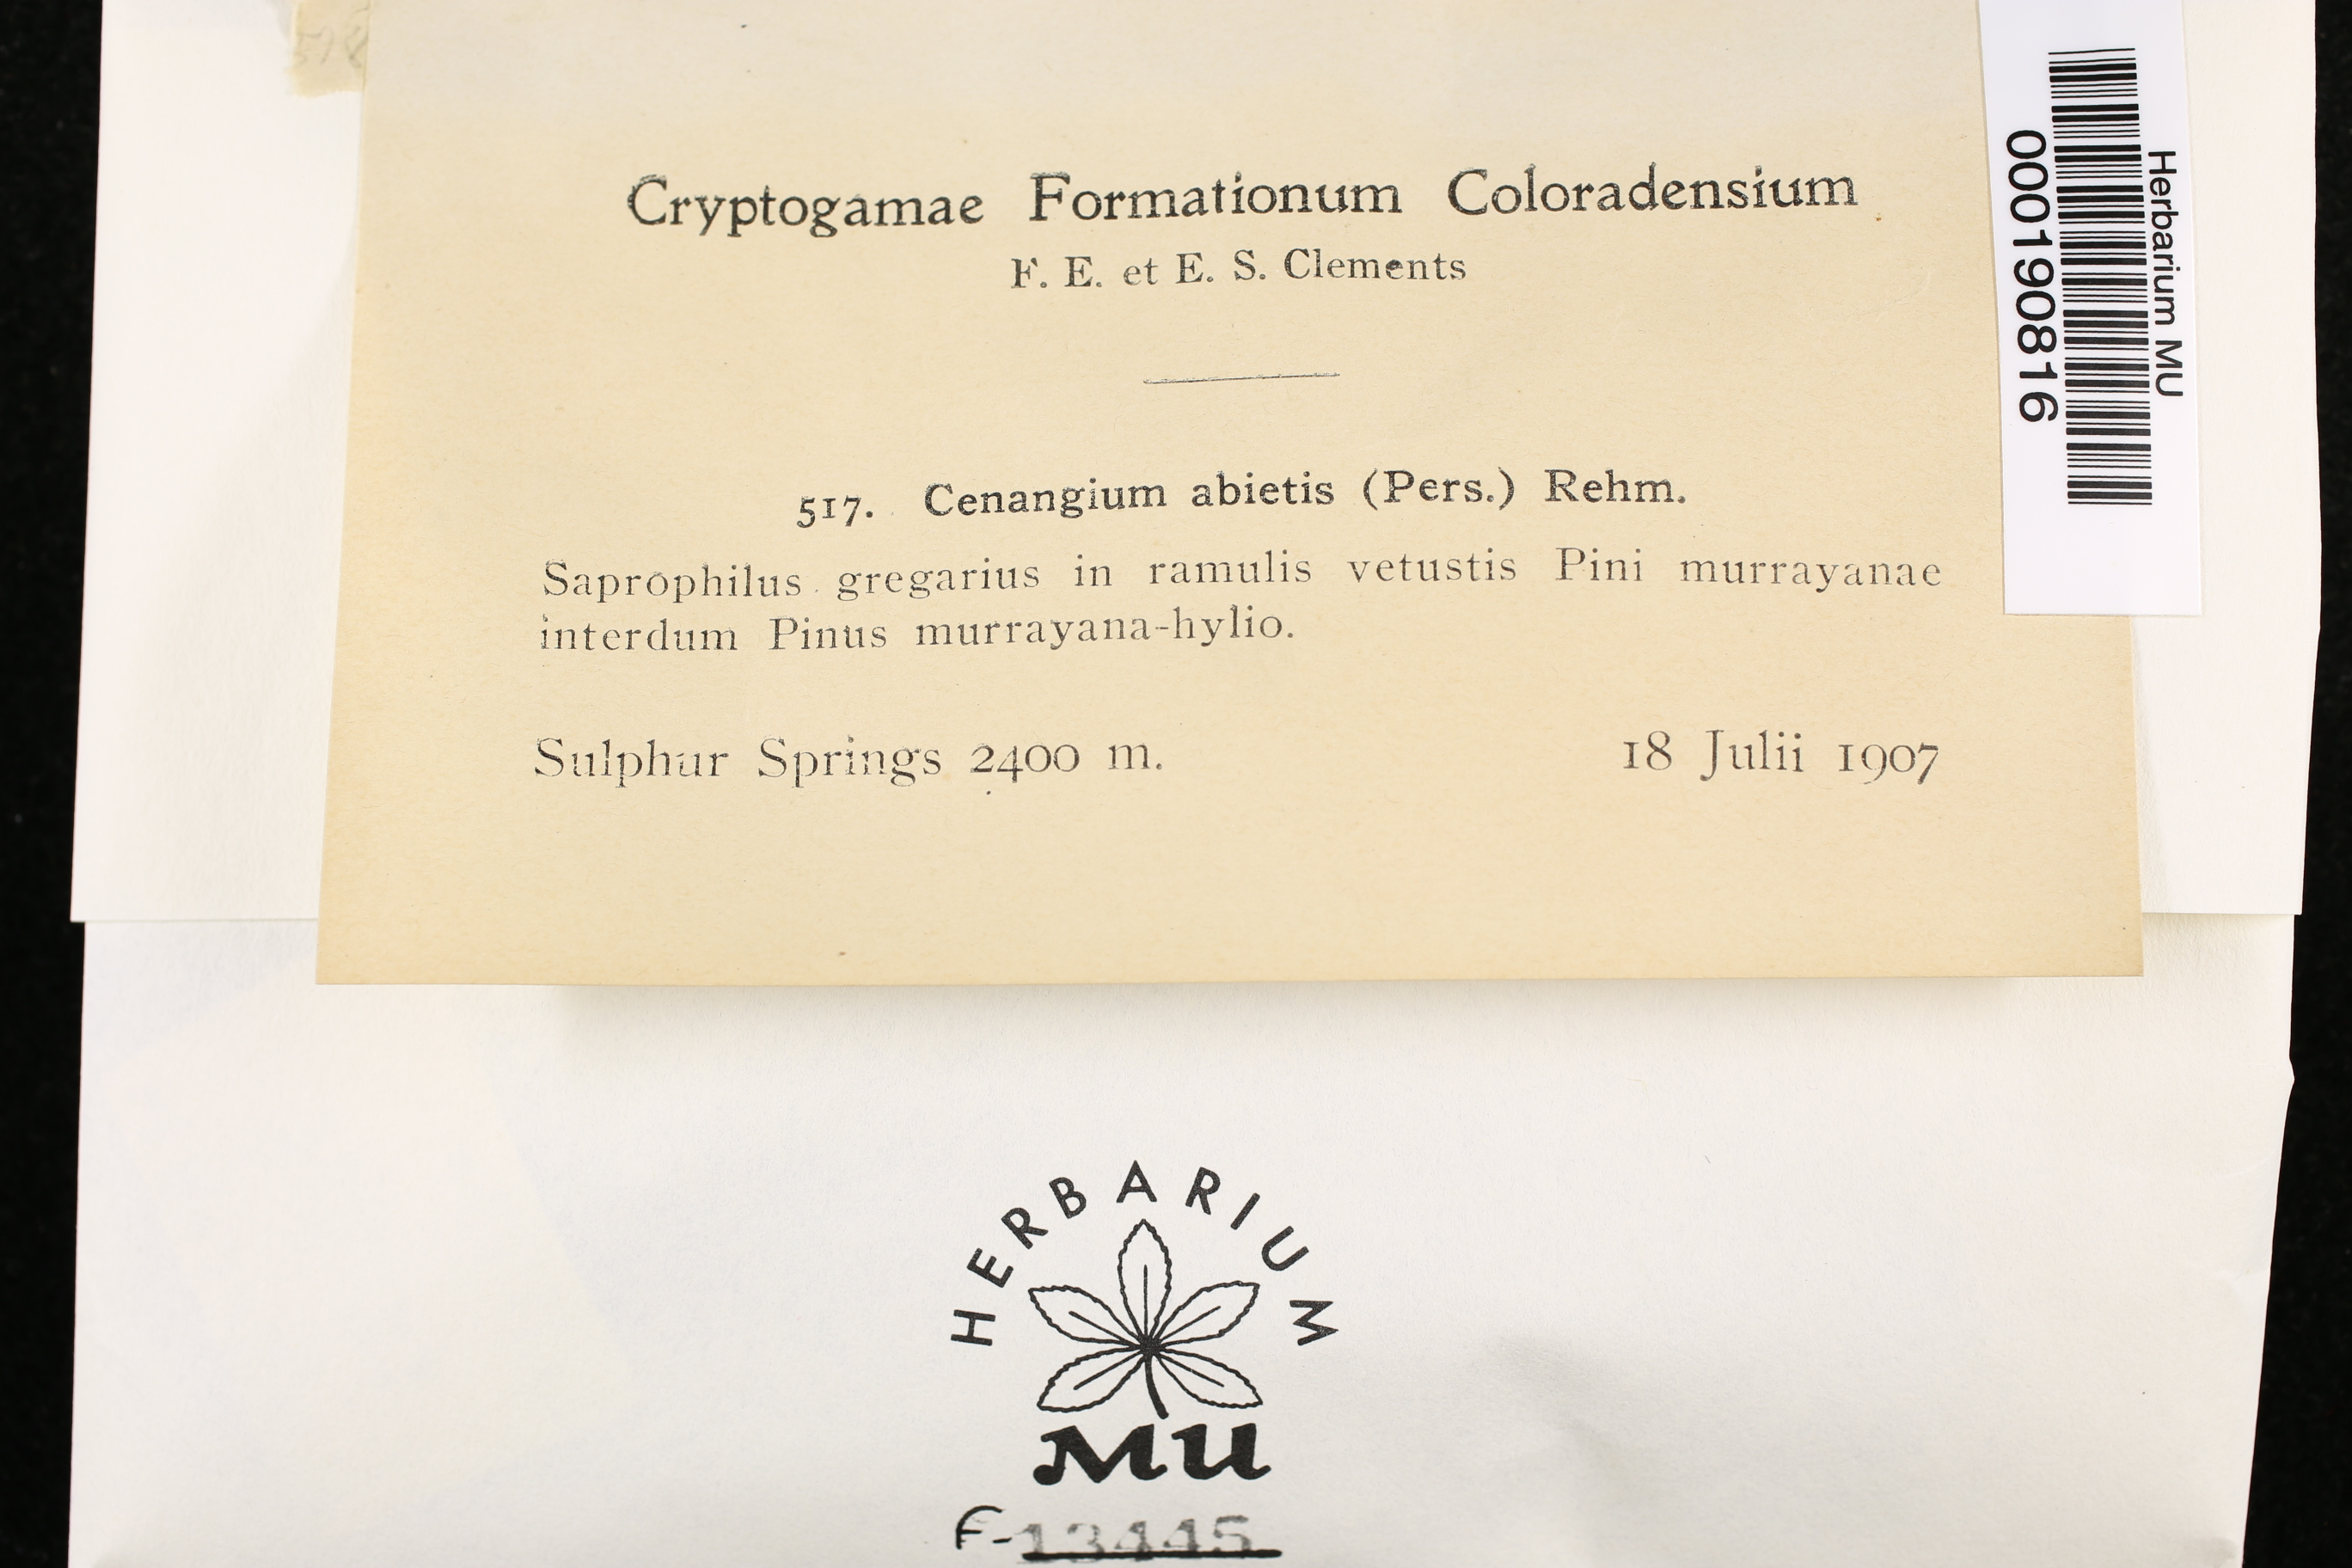 Cryptogamae Formationum Coloradensium
F. E. et E. S. Clements
517. Cenangium abietis (Pers.) Rehm.
Saprophilus gregarius in ramulis vetustis Pini murrayanae
interdum Pinus murrayana-hylio.
Sulphur Springs 2400 m. 18 Julii 1907
Herbarium MU
000190816
HERBARIUM
MU
F-13445